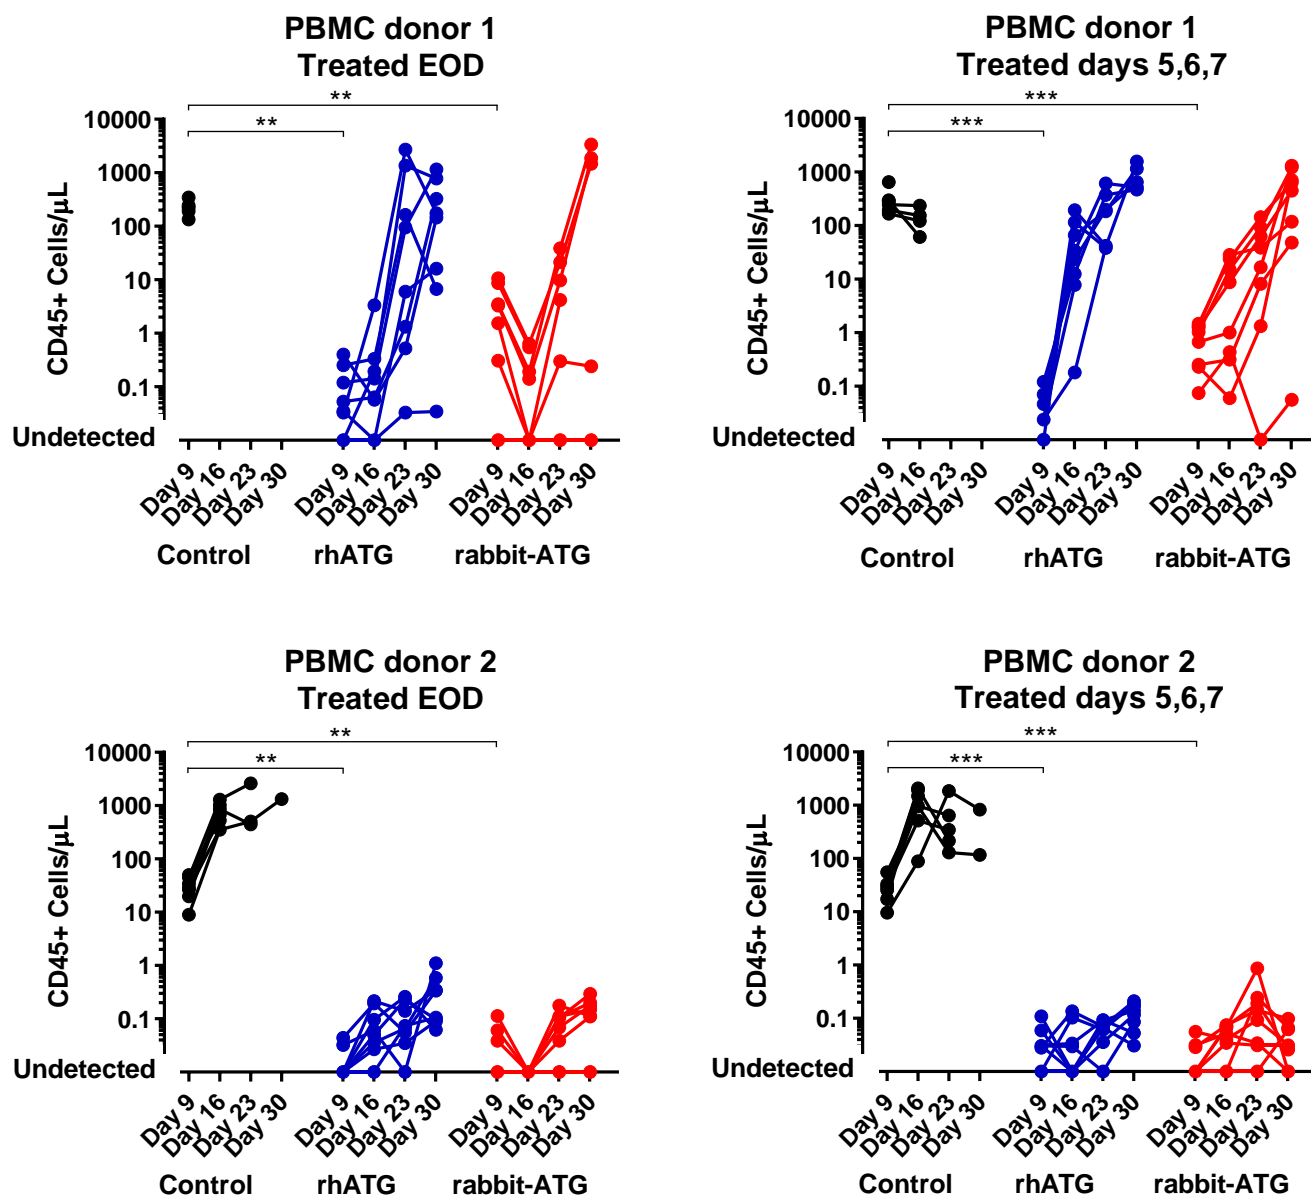 PBMC donor 1
Treated EOD
**
**
CD45+ Cells/μL
10000
1000
100
10
1
0.1
Undetected
Day 9
Day 16
Day 23
Day 30
Day 9
Day 16
Day 23
Day 30
Day 9
Day 16
Day 23
Day 30
Control
rhATG
rabbit-ATG
PBMC donor 1
Treated days 5,6,7
***
***
CD45+ Cells/μL
10000
1000
100
10
1
0.1
Undetected
Day 9
Day 16
Day 23
Day 30
Day 9
Day 16
Day 23
Day 30
Day 9
Day 16
Day 23
Day 30
Control
rhATG
rabbit-ATG
PBMC donor 2
Treated EOD
**
**
CD45+ Cells/μL
10000
1000
100
10
1
0.1
Undetected
Day 9
Day 16
Day 23
Day 30
Day 9
Day 16
Day 23
Day 30
Day 9
Day 16
Day 23
Day 30
Control
rhATG
rabbit-ATG
PBMC donor 2
Treated days 5,6,7
***
***
CD45+ Cells/μL
10000
1000
100
10
1
0.1
Undetected
Day 9
Day 16
Day 23
Day 30
Day 9
Day 16
Day 23
Day 30
Day 9
Day 16
Day 23
Day 30
Control
rhATG
rabbit-ATG